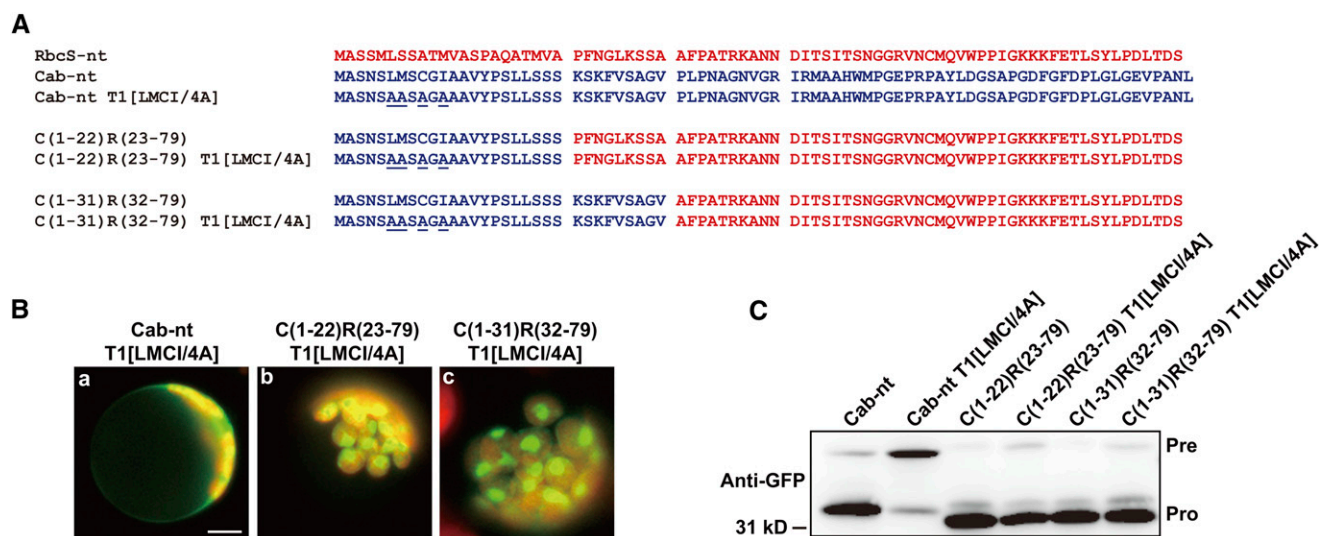 A
RbcS-nt MASSMLSSATMVASPAQATMVA PFNGLKSSA AFPATRKANN DITSITSNGGRVNCMQVWPPIGKKKFETLSYLPDLTDS
Cab-nt MASNSLMSCGIAAVYPSLLSSS KSKFVSAGV PLPNAGNVGR IRMAAHWMPGEPRPAYLDGSAPGDFGFDPLGLGEVPANL
Cab-nt T1[LMCI/4A] MASNSAASAGAAAVYPSLLSSS KSKFVSAGV PLPNAGNVGR IRMAAHWMPGEPRPAYLDGSAPGDFGFDPLGLGEVPANL
C(1-22)R(23-79) MASNSLMSCGIAAVYPSLLSSS PFNGLKSSA AFPATRKANN DITSITSNGGRVNCMQVWPPIGKKKFETLSYLPDLTDS
C(1-22)R(23-79) T1[LMCI/4A] MASNSAASAGAAAVYPSLLSSS PFNGLKSSA AFPATRKANN DITSITSNGGRVNCMQVWPPIGKKKFETLSYLPDLTDS
C(1-31)R(32-79) MASNSLMSCGIAAVYPSLLSSS KSKFVSAGV AFPATRKANN DITSITSNGGRVNCMQVWPPIGKKKFETLSYLPDLTDS
C(1-31)R(32-79) T1[LMCI/4A] MASNSAASAGAAAVYPSLLSSS KSKFVSAGV AFPATRKANN DITSITSNGGRVNCMQVWPPIGKKKFETLSYLPDLTDS
B
Cab-nt
T1[LMCI/4A]
C(1-22)R(23-79)
T1[LMCI/4A]
C(1-31)R(32-79)
T1[LMCI/4A]
a
b
c
C
Cab-nt
Cab-nt T1[LMCI/4A]
C(1-22)R(23-79)
C(1-22)R(23-79) T1[LMCI/4A]
C(1-31)R(32-79)
C(1-31)R(32-79) T1[LMCI/4A]
Pre
Anti-GFP
Pro
31 kD